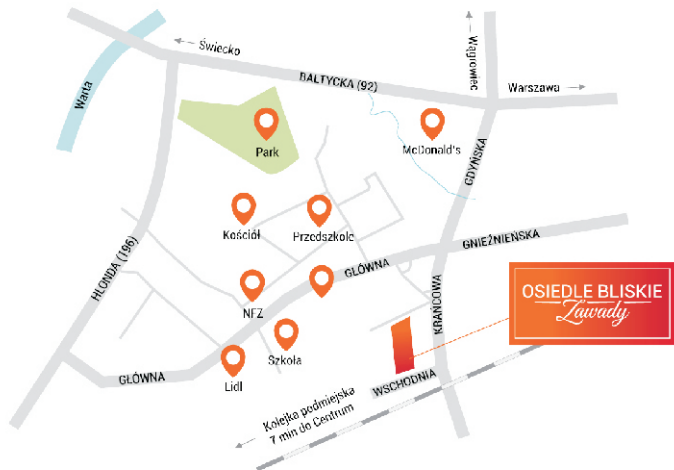 Świecko
Wągrowiec
Warta
BAŁTYCKA (92)
Warszawa
Park
McDonald's
GDYŃSKA
Kościół
Przedszkole
GNIEŹNIEŃSKA
HLONDA (196)
GŁÓWNA
NFZ
KRAŃCOWA
OSIEDLE BLISKIE
Zawady
Szkoła
Lidl
GŁÓWNA
WSCHODNIA
Kolejka podmiejska
7 min do Centrum